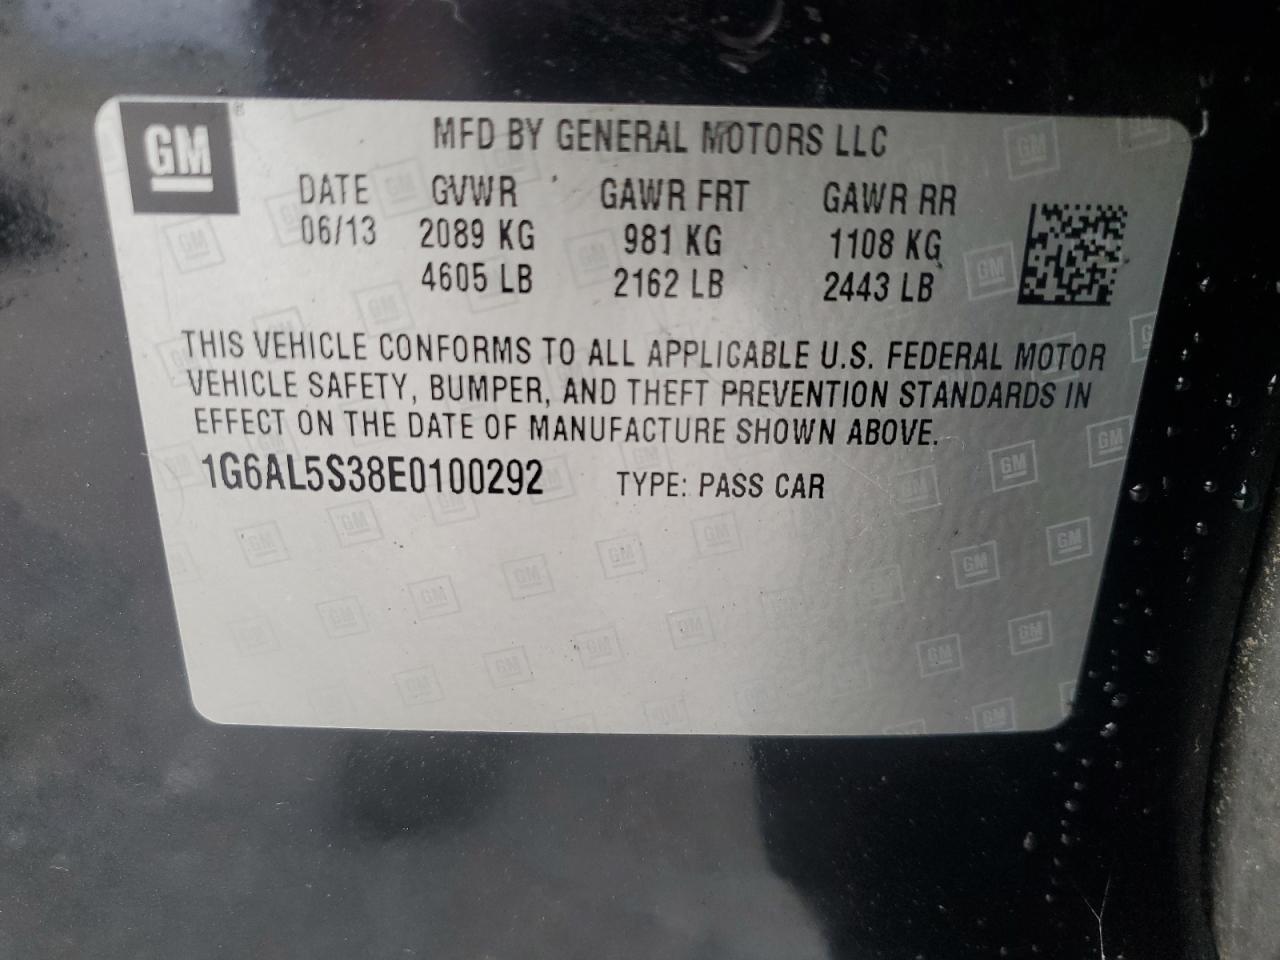 GM
MFD BY GENERAL MOTORS LLC
DATE GVWR GAWR FRT GAWR RR
06/13 2089 KG 981 KG 1108 KG
4605 LB 2162 LB 2443 LB
THIS VEHICLE CONFORMS TO ALL APPLICABLE U.S. FEDERAL MOTOR
VEHICLE SAFETY, BUMPER, AND THEFT PREVENTION STANDARDS IN
EFFECT ON THE DATE OF MANUFACTURE SHOWN ABOVE.
1G6AL5S38E0100292 TYPE: PASS CAR